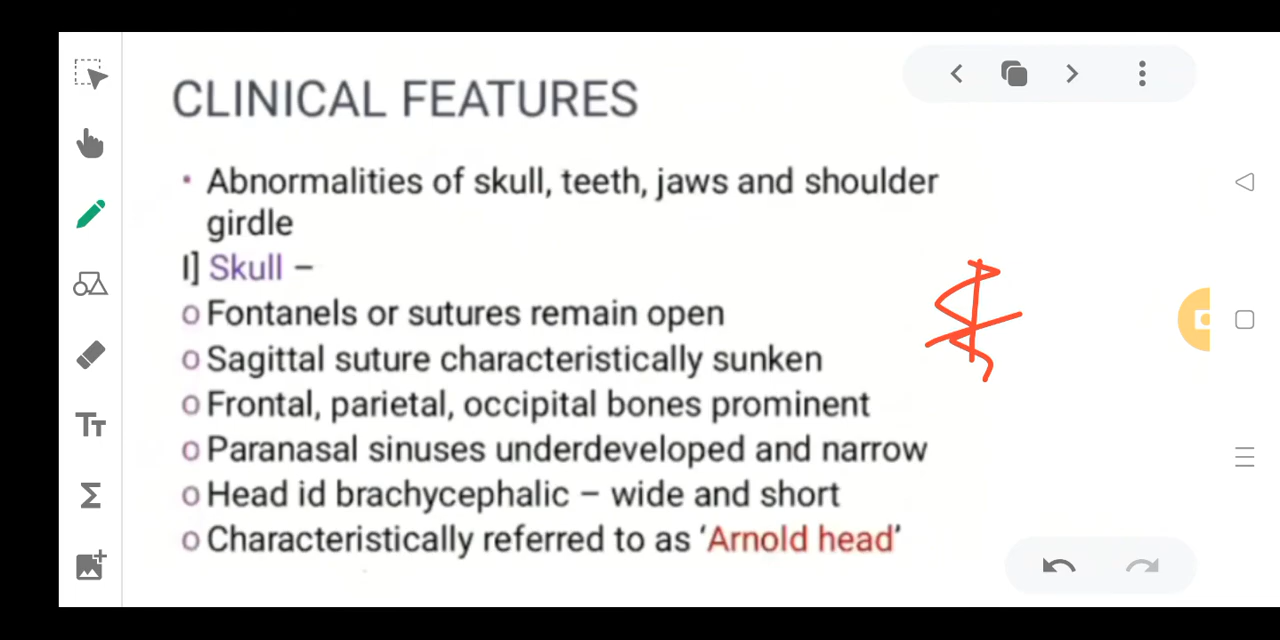 CLINICAL FEATURES
• Abnormalities of skull, teeth, jaws and shoulder
girdle
I] Skull –
o Fontanels or sutures remain open
o Sagittal suture characteristically sunken
o Frontal, parietal, occipital bones prominent
o Paranasal sinuses underdeveloped and narrow
o Head id brachycephalic – wide and short
o Characteristically referred to as ‘Arnold head’